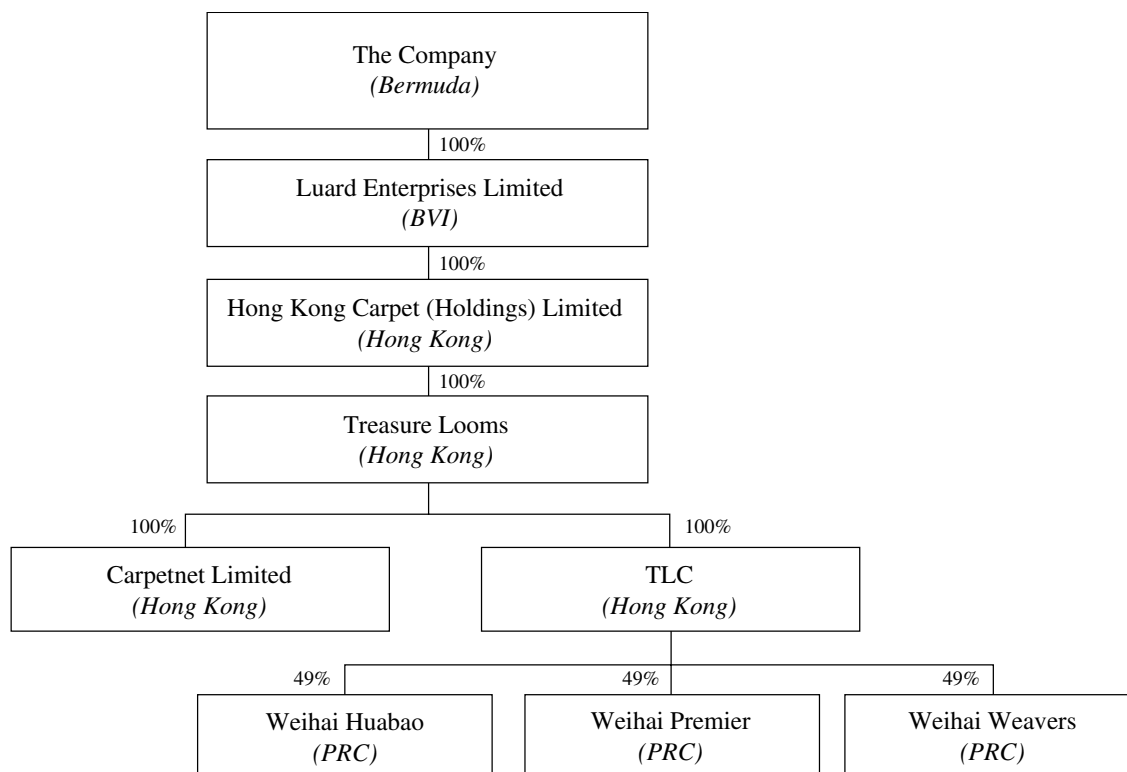 The Company
(Bermuda)
100%
Luard Enterprises Limited
(BVI)
100%
Hong Kong Carpet (Holdings) Limited
(Hong Kong)
100%
Treasure Looms
(Hong Kong)
100%
100%
Carpetnet Limited
(Hong Kong)
TLC
(Hong Kong)
49%
49%
49%
Weihai Huabao
(PRC)
Weihai Premier
(PRC)
Weihai Weavers
(PRC)